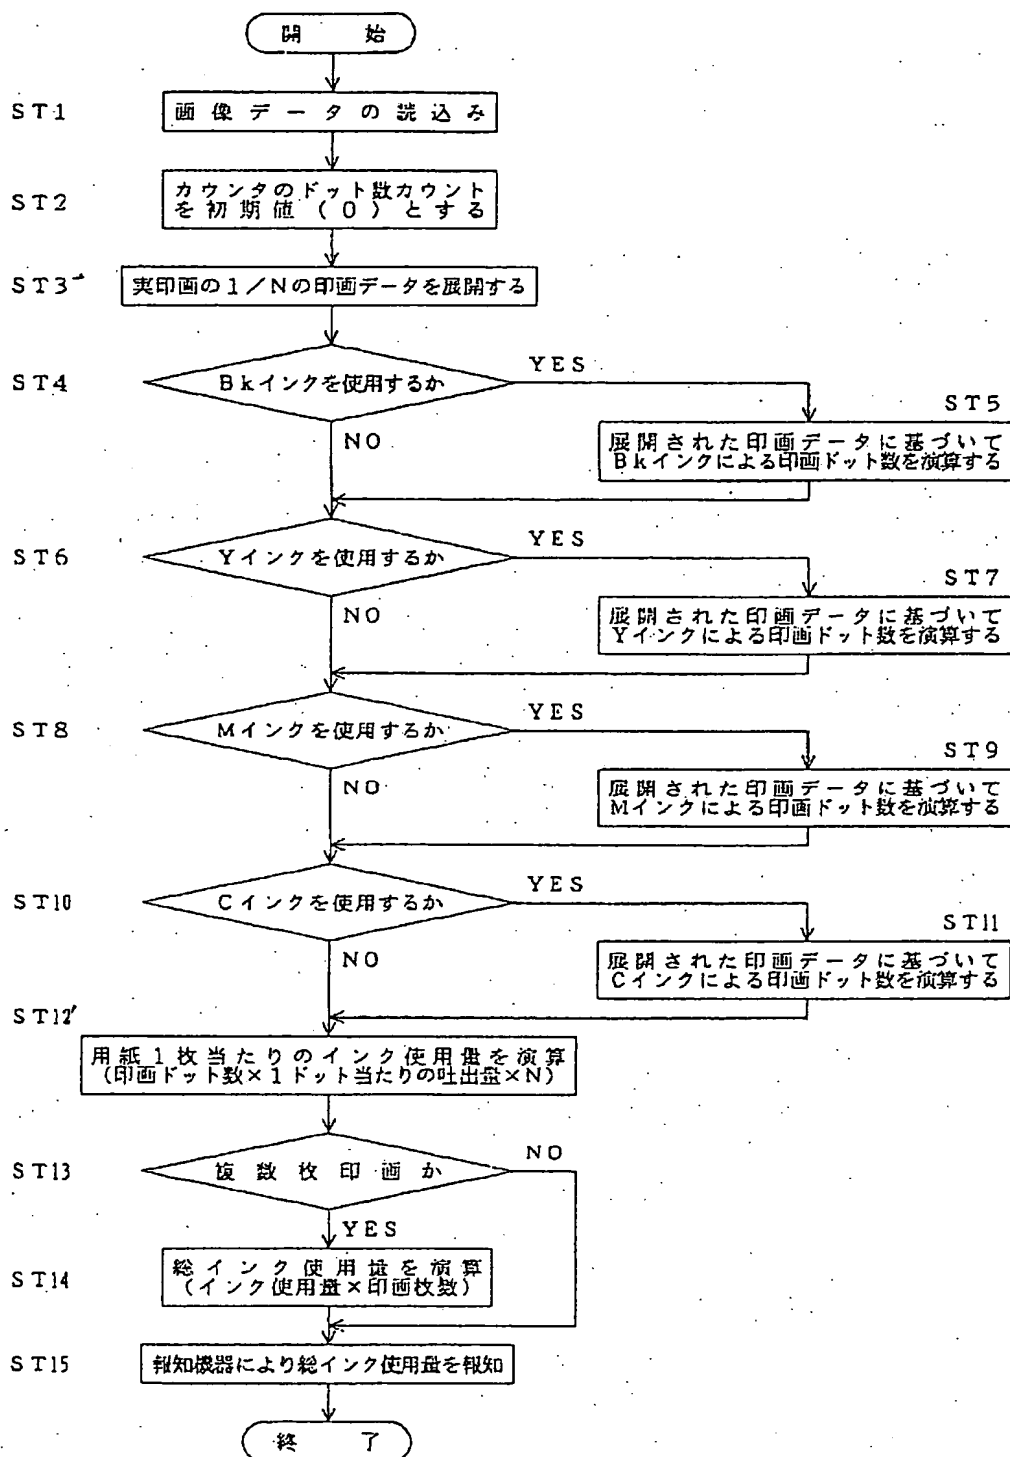 開始
ST1
画像データの読込み
ST2
カウンタのドット数カウント
を初期値(0)とする
ST3'
実印画の1/Nの印画データを展開する
ST4
Bkインクを使用するか
YES
NO
ST5
展開された印画データに基づいて
Bkインクによる印画ドット数を演算する
ST6
Yインクを使用するか
YES
NO
ST7
展開された印画データに基づいて
Yインクによる印画ドット数を演算する
ST8
Mインクを使用するか
YES
NO
ST9
展開された印画データに基づいて
Mインクによる印画ドット数を演算する
ST10
Cインクを使用するか
YES
NO
ST11
展開された印画データに基づいて
Cインクによる印画ドット数を演算する
ST12'
用紙1枚当たりのインク使用量を演算
(印画ドット数×1ドット当たりの吐出量×N)
ST13
複数枚印画か
NO
YES
ST14
総インク使用量を演算
(インク使用量×印画枚数)
ST15
報知機器により総インク使用量を報知
終了